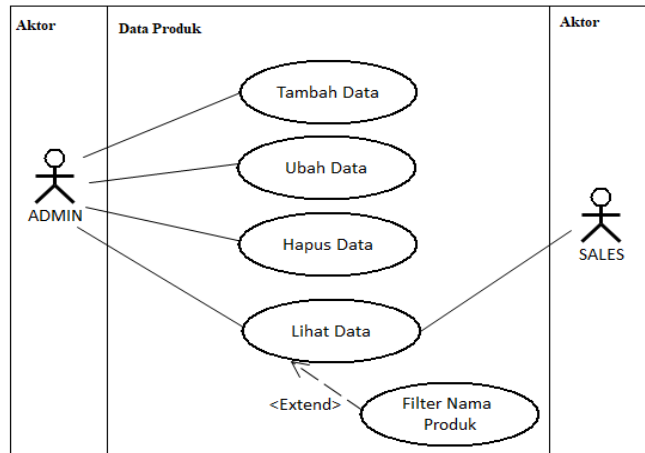 Aktor
Data Produk
Aktor
Tambah Data
Ubah Data
ADMIN
Hapus Data
SALES
Lihat Data
<Extend>
Filter Nama
Produk